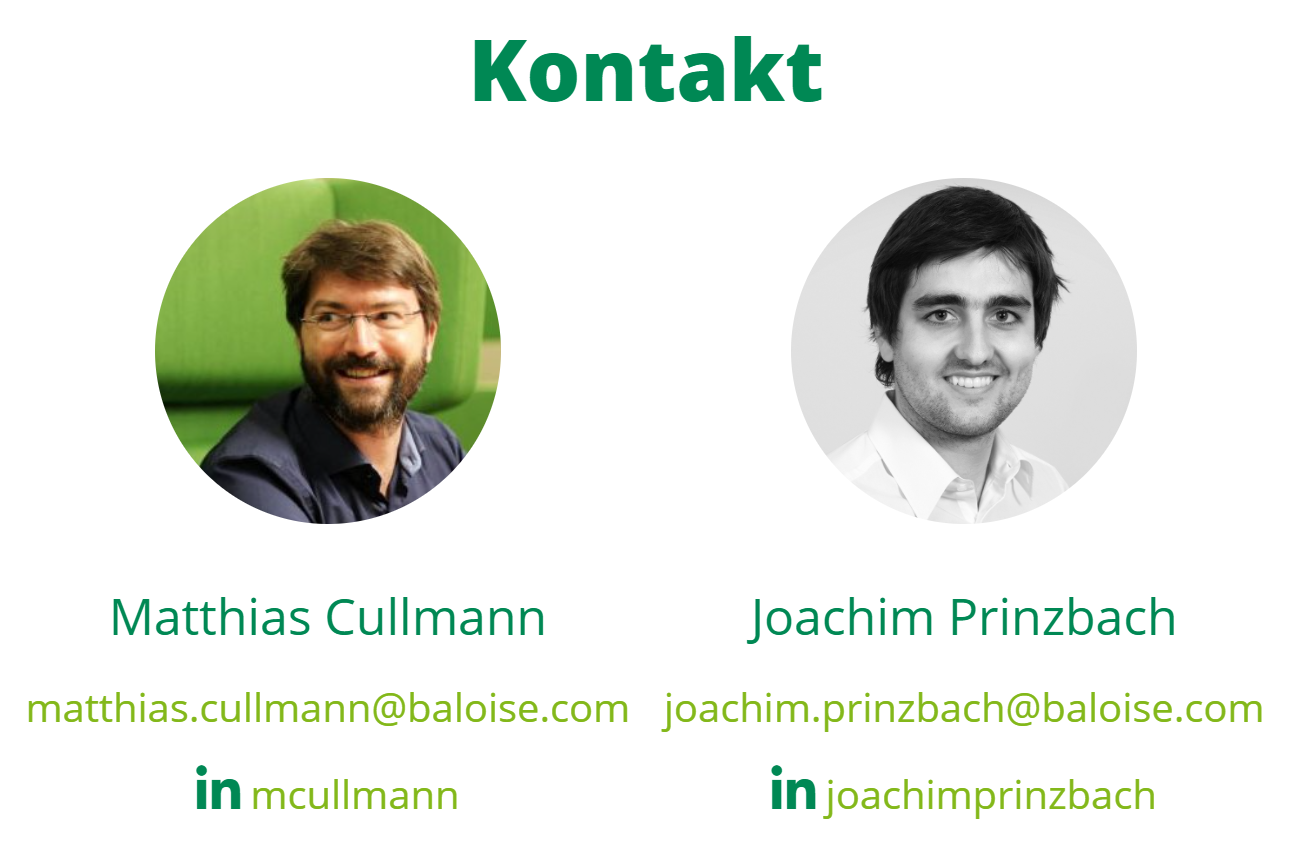 Kontakt
Matthias Cullmann
Joachim Prinzbach
matthias.cullmann@baloise.com
joachim.prinzbach@baloise.com
in mcullmann
in joachimprinzbach